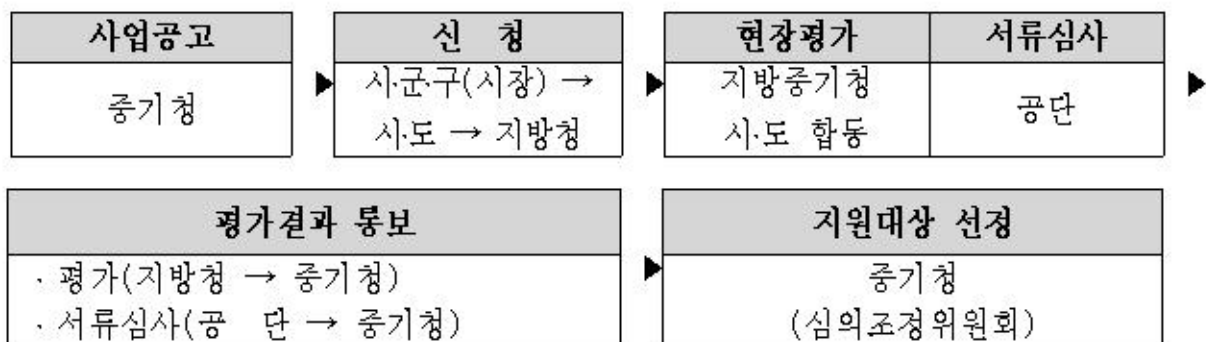 사업공고
중기청
▶
신 청
시·군·구(시장) →
시·도 → 지방청
▶
현장평가
지방중기청
시·도 합동
서류심사
공단
▶
평가결과 통보
· 평가(지방청 → 중기청)
· 서류심사(공 단 → 중기청)
▶
지원대상 선정
중기청
(심의조정위원회)